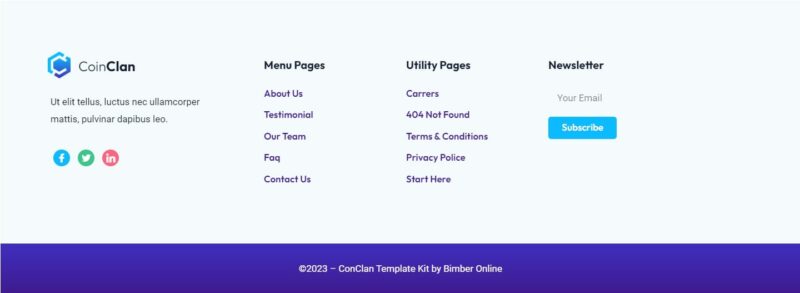 CoinClan
Ut elit tellus, luctus nec ullamcorper
mattis, pulvinar dapibus leo.
Menu Pages
About Us
Testimonial
Our Team
Faq
Contact Us
Utility Pages
Carrers
404 Not Found
Terms & Conditions
Privacy Police
Start Here
Newsletter
Your Email
Subscribe
©2023 – ConClan Template Kit by Bimber Online